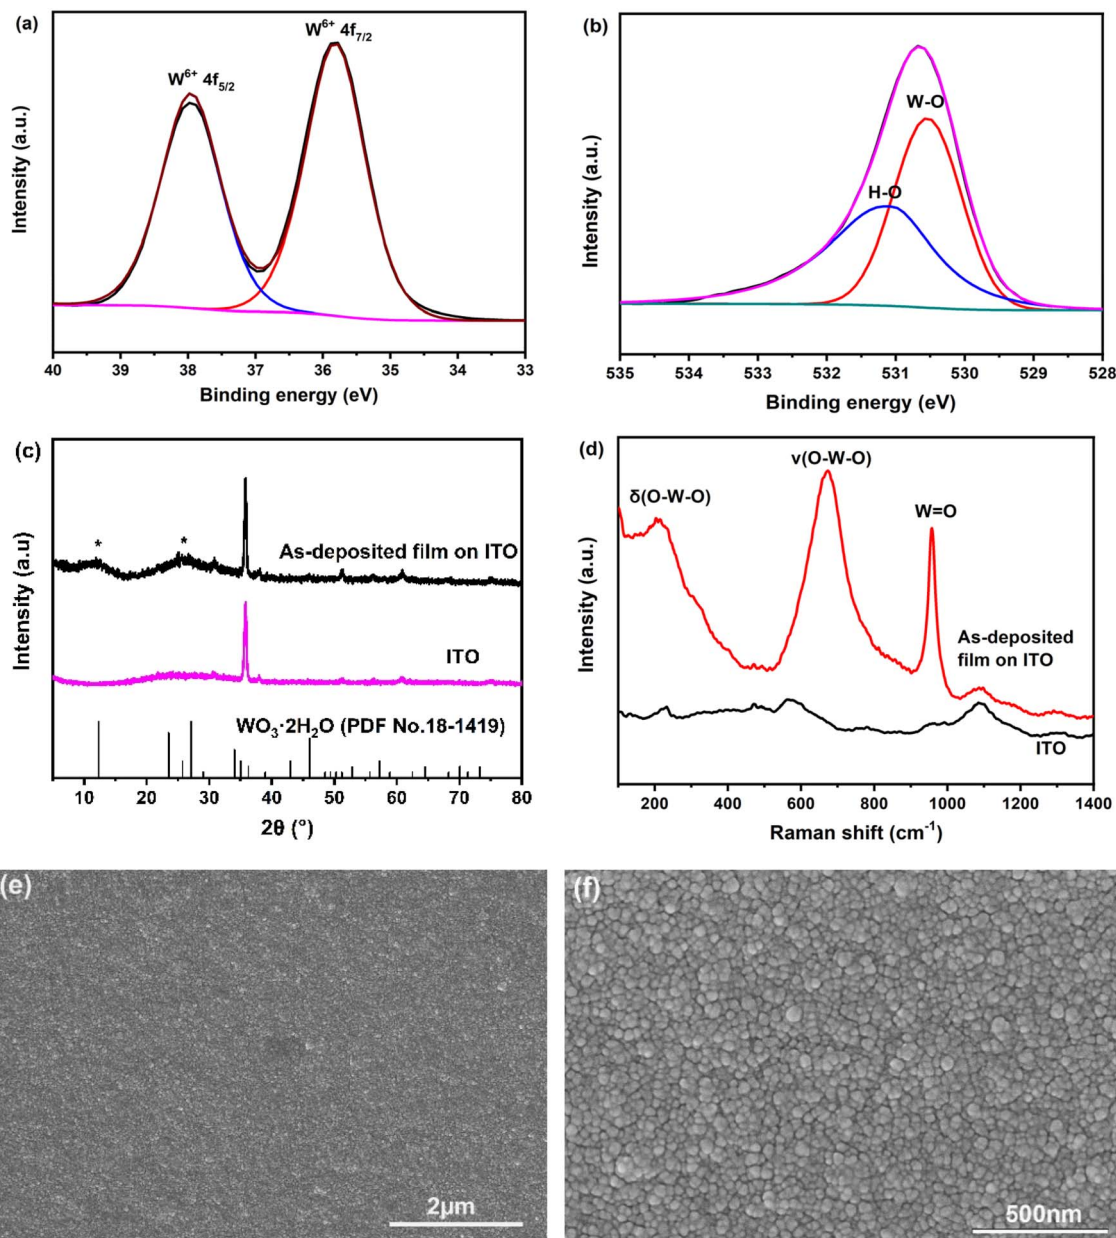 (a)
W⁶⁺ 4f₇/₂
W⁶⁺ 4f₅/₂
Intensity (a.u.)
40 39 38 37 36 35 34 33
Binding energy (eV)
(b)
W-O
H-O
Intensity (a.u.)
535 534 533 532 531 530 529 528
Binding energy (eV)
(c)
* *
As-deposited film on ITO
ITO
WO₃·2H₂O (PDF No.18-1419)
Intensity (a.u)
10 20 30 40 50 60 70 80
2θ (°)
(d)
ν(O-W-O)
δ(O-W-O)
W=O
As-deposited
film on ITO
ITO
Intensity (a.u.)
200 400 600 800 1000 1200 1400
Raman shift (cm⁻¹)
(e)
2μm
(f)
500nm